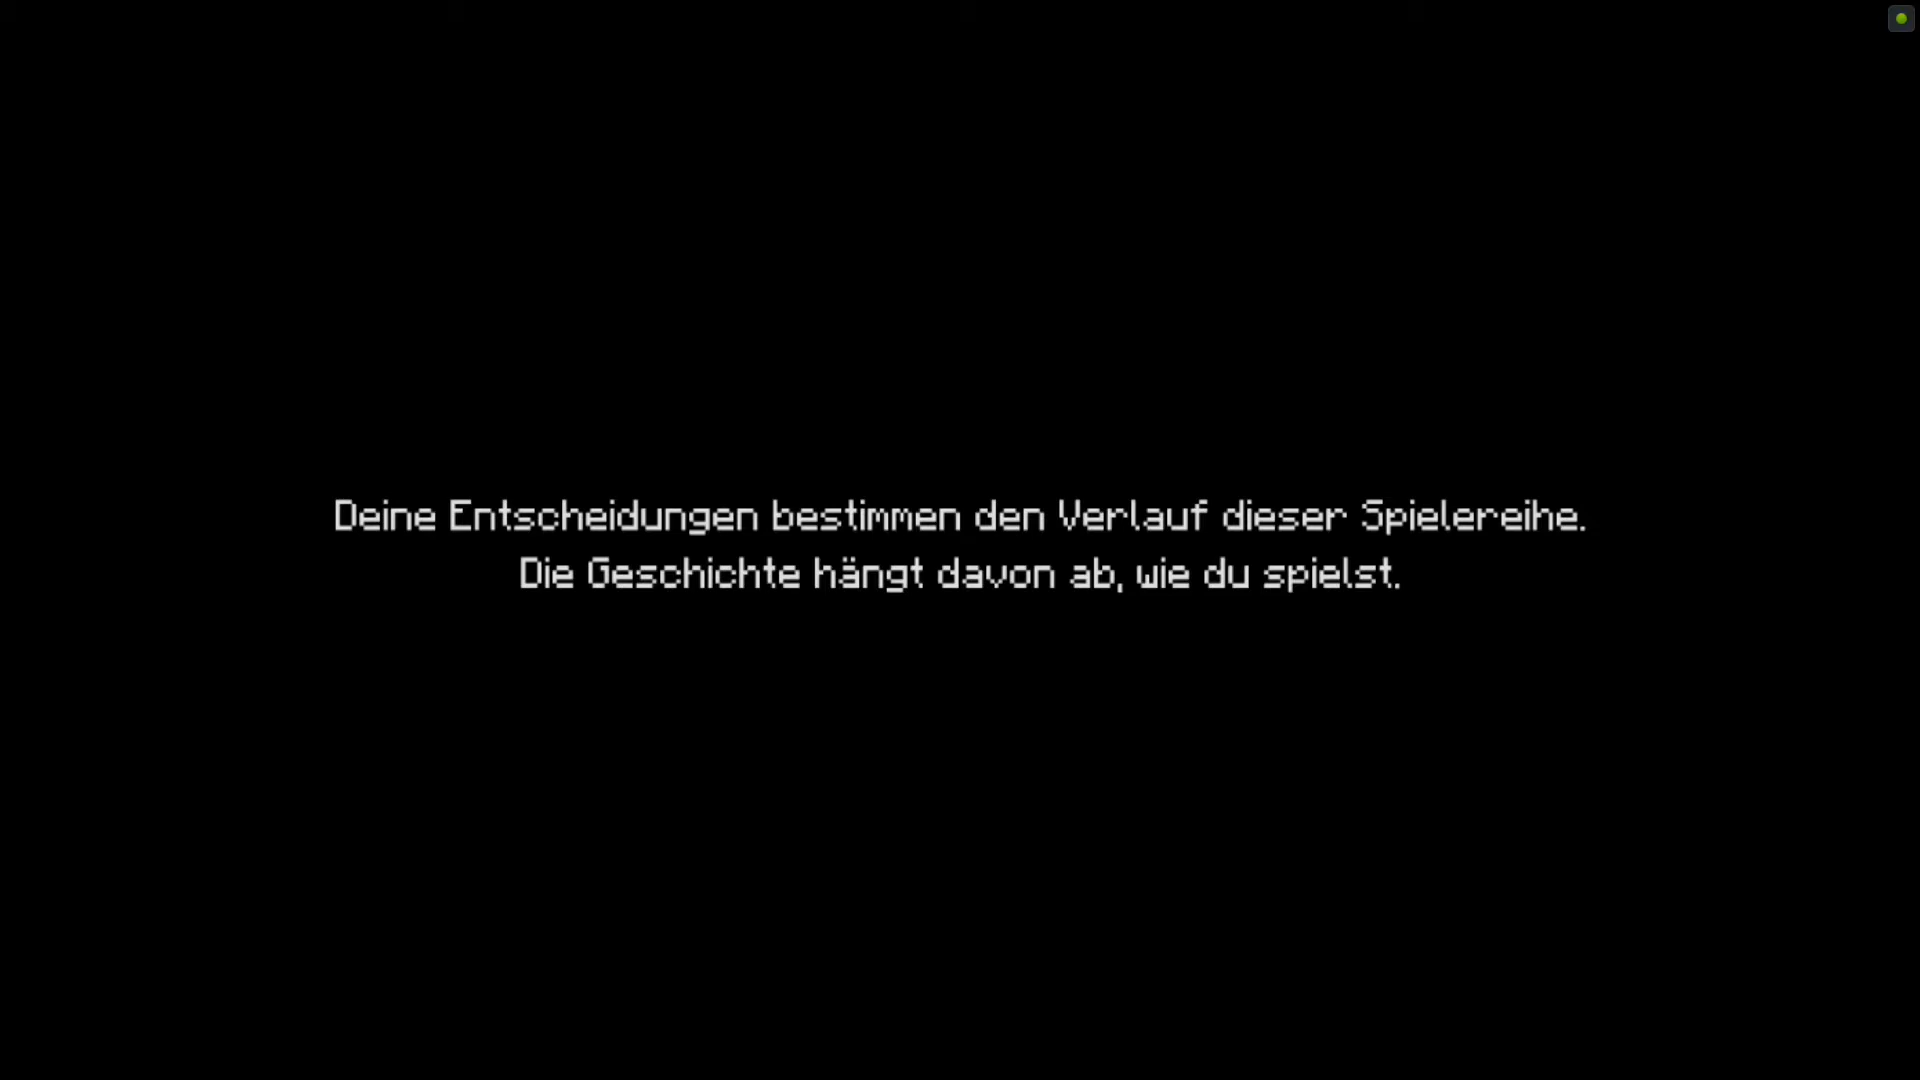 Deine Entscheidungen bestimmen den Verlauf dieser Spielereihe.
Die Geschichte hängt davon ab, wie du spielst.